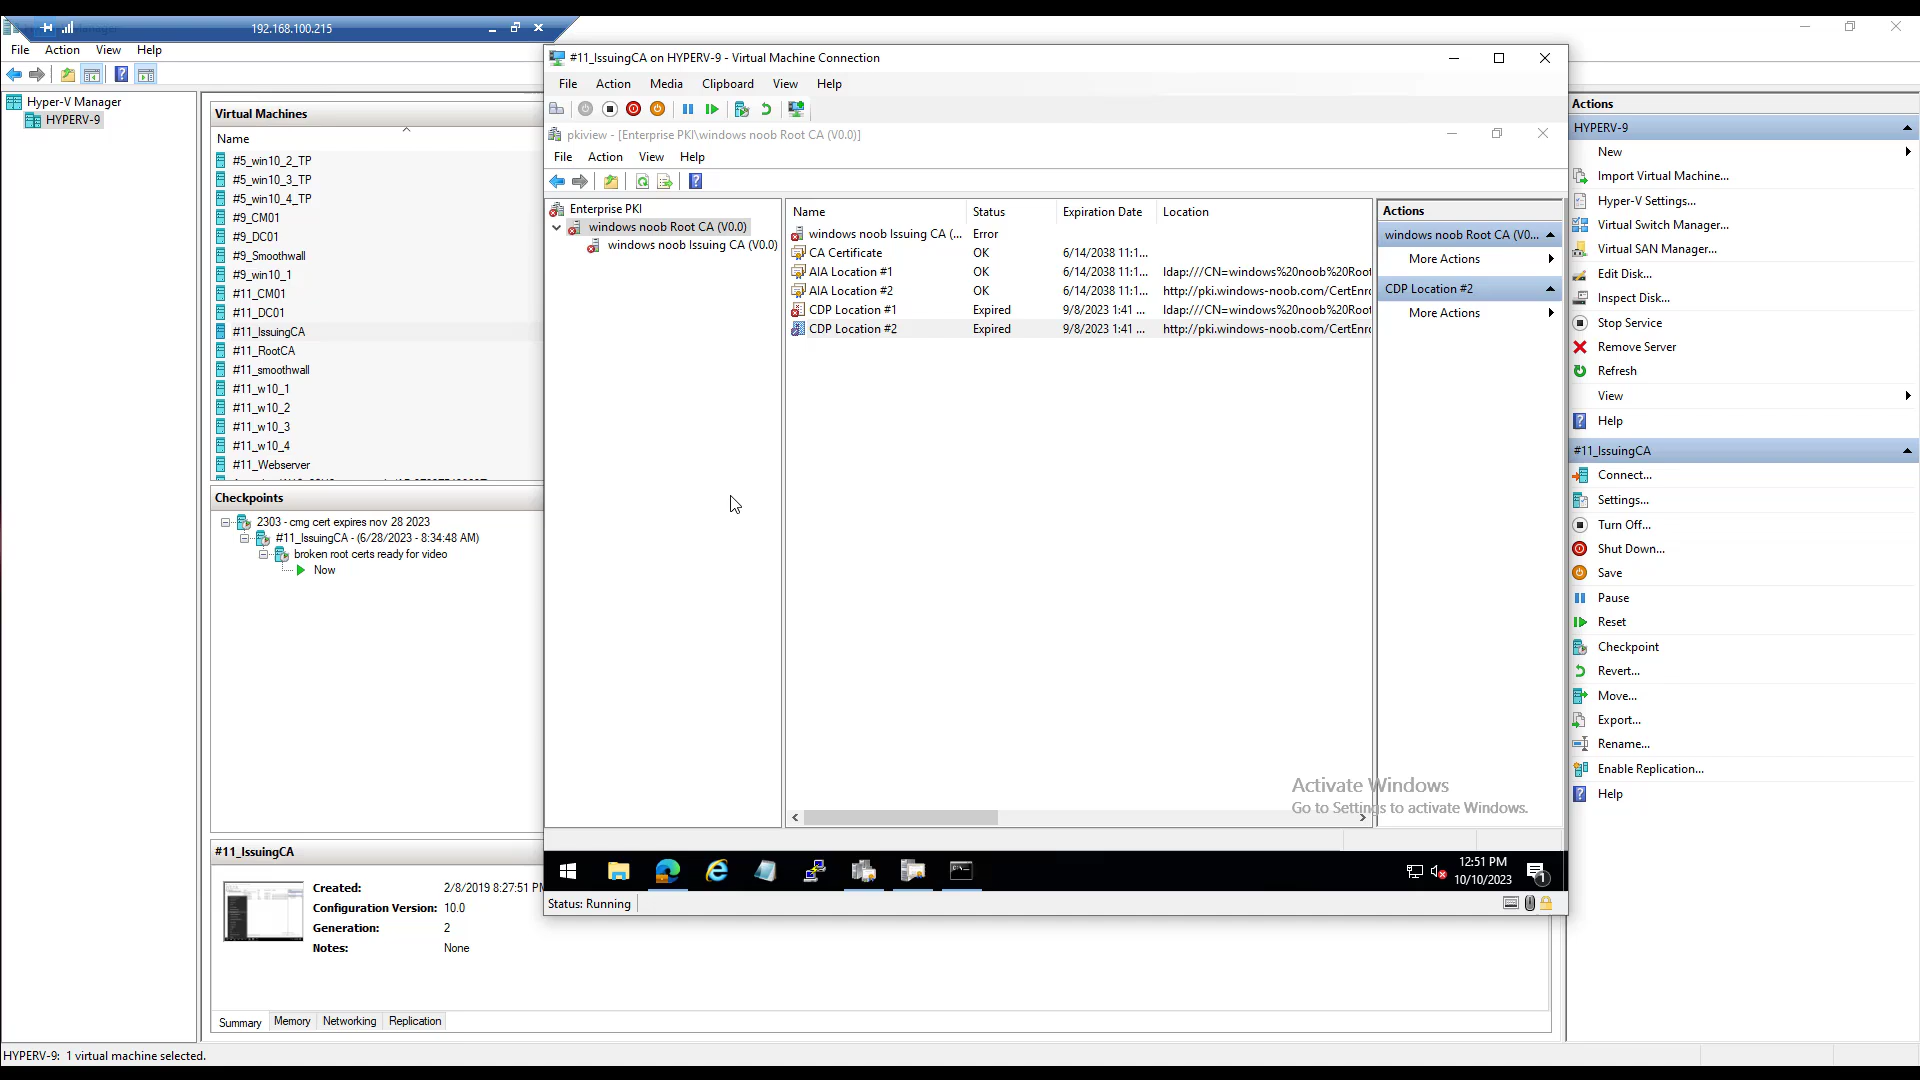 192.168.100.215
File Action View Help
Hyper-V Manager
HYPERV-9
Virtual Machines
Name
#5_win10_2_TP
#5_win10_3_TP
#5_win10_4_TP
#9_CM01
#9_DC01
#9_Smoothwall
#9_win10_1
#11_CM01
#11_DC01
#11_IssuingCA
#11_RootCA
#11_smoothwall
#11_w10_1
#11_w10_2
#11_w10_3
#11_w10_4
#11_Webserver
Checkpoints
2303 - cmg cert expires nov 28 2023
#11_IssuingCA - (6/28/2023 - 8:34:48 AM)
broken root certs ready for video
Now
#11_IssuingCA
Created: 2/8/2019 8:27:51 PM
Configuration Version: 10.0
Generation: 2
Notes: None
Summary Memory Networking Replication
HYPERV-9: 1 virtual machine selected.
#11_IssuingCA on HYPERV-9 - Virtual Machine Connection
File Action Media Clipboard View Help
pkiview - [Enterprise PKI\windows noob Root CA (V0.0)]
File Action View Help
Enterprise PKI
windows noob Root CA (V0.0)
windows noob Issuing CA (V0.0)
Name Status Expiration Date Location
windows noob Issuing CA (... Error
CA Certificate OK 6/14/2038 11:1...
AIA Location #1 OK 6/14/2038 11:1... ldap:///CN=windows%20noob%20Root
AIA Location #2 OK 6/14/2038 11:1... http://pki.windows-noob.com/CertEnro
CDP Location #1 Expired 9/8/2023 1:41 ... ldap:///CN=windows%20noob%20Root
CDP Location #2 Expired 9/8/2023 1:41 ... http://pki.windows-noob.com/CertEnro
Actions
windows noob Root CA (V0...
More Actions
CDP Location #2
More Actions
Activate Windows
Go to Settings to activate Windows.
12:51 PM
10/10/2023
1
Status: Running
Actions
HYPERV-9
New
Import Virtual Machine...
Hyper-V Settings...
Virtual Switch Manager...
Virtual SAN Manager...
Edit Disk...
Inspect Disk...
Stop Service
Remove Server
Refresh
View
Help
#11_IssuingCA
Connect...
Settings...
Turn Off...
Shut Down...
Save
Pause
Reset
Checkpoint
Revert...
Move...
Export...
Rename...
Enable Replication...
Help